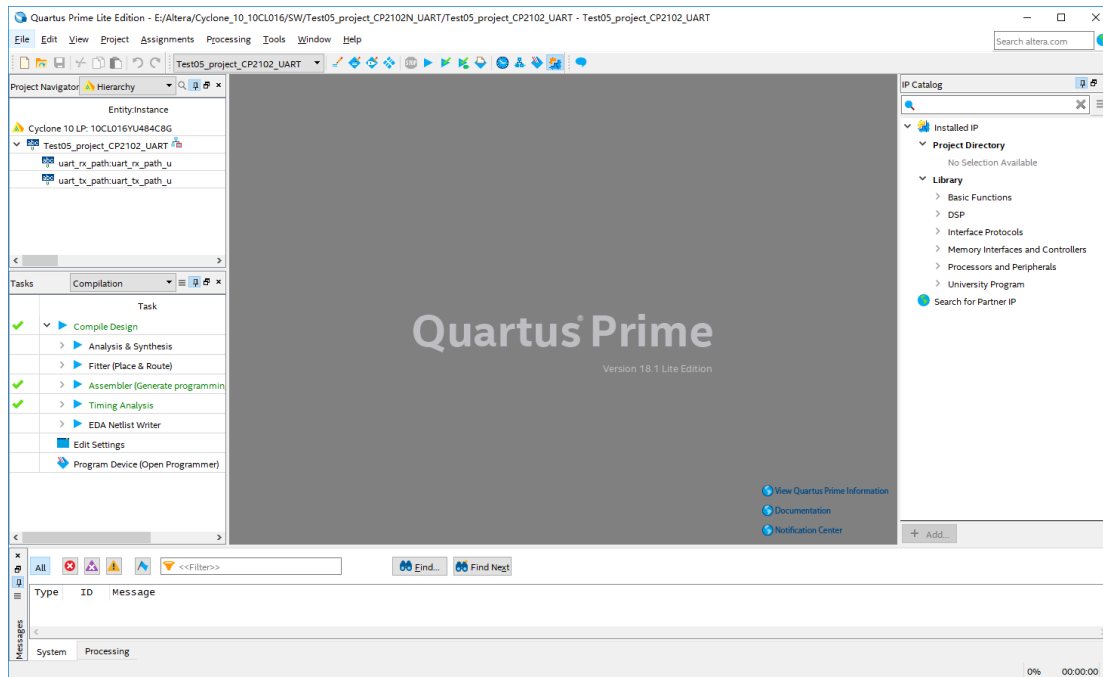 Quartus Prime Lite Edition - E:/Altera/Cyclone_10_10CL016/SW/Test05_project_CP2102N_UART/Test05_project_CP2102_UART - Test05_project_CP2102_UART
File Edit View Project Assignments Processing Tools Window Help
Search altera.com
Test05_project_CP2102_UART
STOP
Project Navigator Hierarchy
Entity:Instance
Cyclone 10 LP: 10CL016YU484C8G
Test05_project_CP2102_UART
uart_rx_path:uart_rx_path_u
uart_tx_path:uart_tx_path_u
Tasks Compilation
Task
Compile Design
Analysis & Synthesis
Fitter (Place & Route)
Assembler (Generate programmin
Timing Analysis
EDA Netlist Writer
Edit Settings
Program Device (Open Programmer)
Quartus Prime
Version 18.1 Lite Edition
View Quartus Prime Information
Documentation
Notification Center
IP Catalog
Installed IP
Project Directory
No Selection Available
Library
Basic Functions
DSP
Interface Protocols
Memory Interfaces and Controllers
Processors and Peripherals
University Program
Search for Partner IP
+ Add...
All <<Filter>> Find... Find Next
Type ID Message
Messages
System Processing
0% 00:00:00